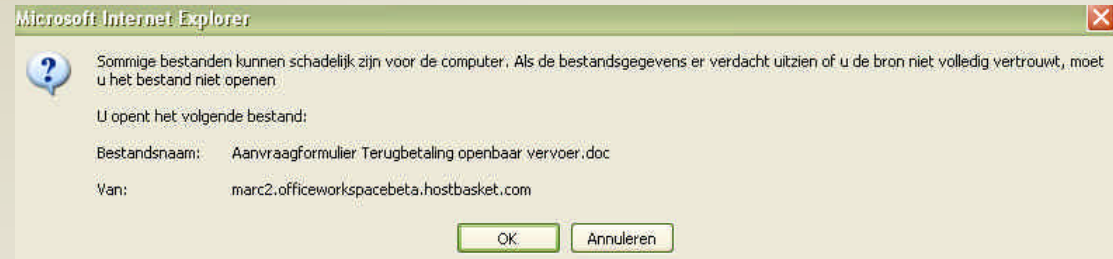 Microsoft Internet Explorer
Sommige bestanden kunnen schadelijk zijn voor de computer. Als de bestandsgegevens er verdacht uitzien of u de bron niet volledig vertrouwt, moet
u het bestand niet openen
U opent het volgende bestand:
Bestandsnaam: Aanvraagformulier Terugbetaling openbaar vervoer.doc
Van: marc2.officeworkspacebeta.hostbasket.com
OK Annuleren